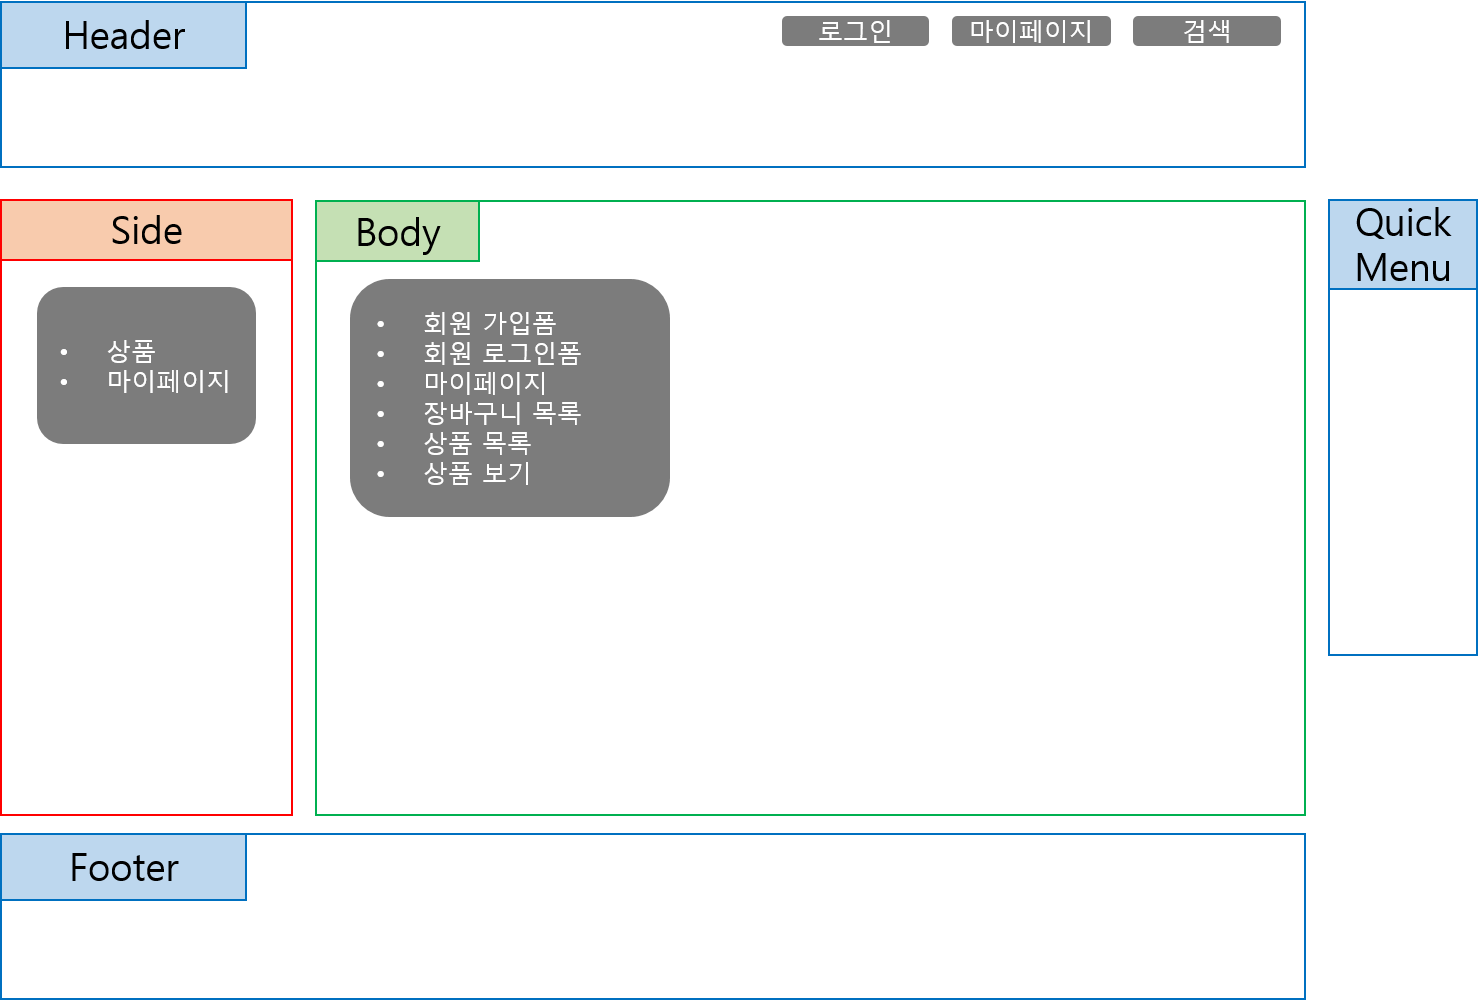 Header
로그인
마이페이지
검색
Side
• 상품
• 마이페이지
Body
• 회원 가입폼
• 회원 로그인폼
• 마이페이지
• 장바구니 목록
• 상품 목록
• 상품 보기
Quick
Menu
Footer